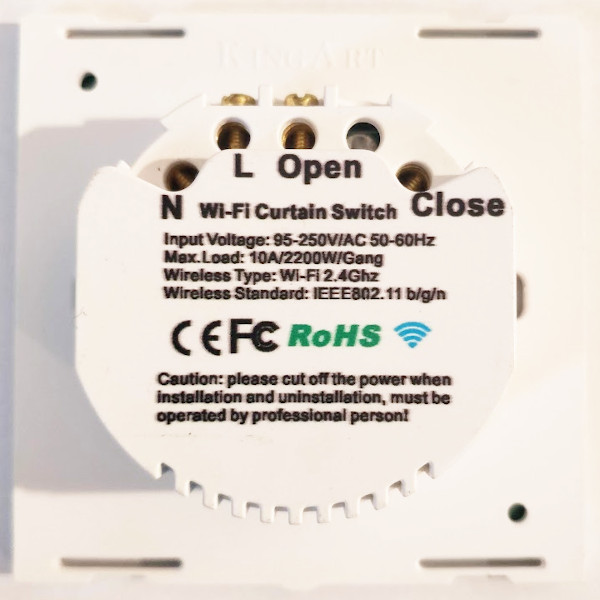 KINGART
L Open
N Wi-Fi Curtain Switch Close
Input Voltage: 95-250V/AC 50-60Hz
Max.Load: 10A/2200W/Gang
Wireless Type: Wi-Fi 2.4Ghz
Wireless Standard: IEEE802.11 b/g/n
CE FC RoHS
Caution: please cut off the power when
installation and uninstallation, must be
operated by professional person!